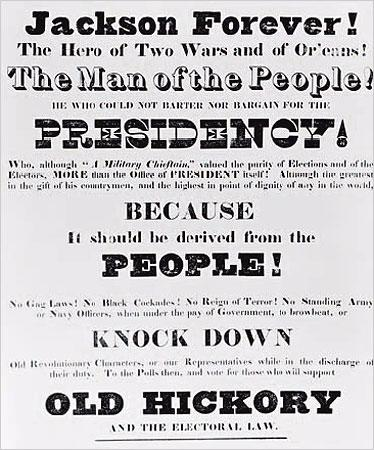 Jackson Forever!
The Hero of Two Wars and of Or'eans!
The Man of the People!
HE WHO COULD NOT BARTER NOR BARGAIN FOR THE
PRESIDENCY!
Who, although "A Military Chieftain," valued the purity of Elections and of the
Electors, MORE than the Office of PRESIDENT itself! Although the greatest
in the gift of his countrymen, and the highest in point of dignity of any in the world,
BECAUSE
It should be derived from the
PEOPLE!
No Gag Laws! No Black Cockades! No Reign of Terror! No Standing Army
or Navy Officers, when under the pay of Government, to browbeat, or
KNOCK DOWN
Old Revolutionary Characters, or our Representatives while in the discharge of
their duty. To the Polls then, and vote for those who will support
OLD HICKORY
AND THE ELECTORAL LAW.